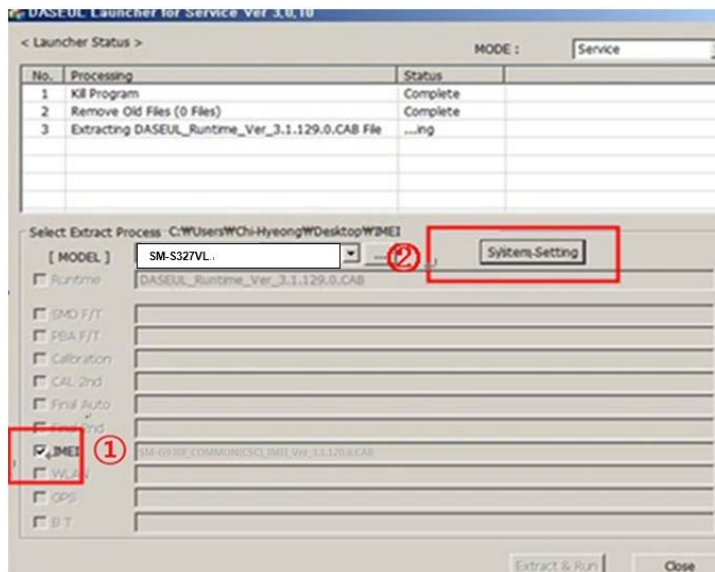 DASEUL Launcher for Service Ver 3,0,10
< Launcher Status >
MODE : Service
No. Processing Status
1 Kill Program Complete
2 Remove Old Files (0 Files) Complete
3 Extracting DASEUL_Runtime_Ver_3.1.129.0.CAB File ....ing
Select Extract Process C:₩Users₩Chi-Hyeong₩Desktop₩IMEI
[ MODEL ] SM-S327VL. ... ② System Setting
Runtime DASEUL_Runtime_Ver_3.1.129.0.CAB
SMD F/T
PBA F/T
Calibration
CAL 2nd
Final Auto
Final 2nd
IMEI ① SM-G930F_COMMON(CSC)_IMEI_Ver_3.1.120.6.CAB
WLAN
GPS
B T
Extract & Run Close